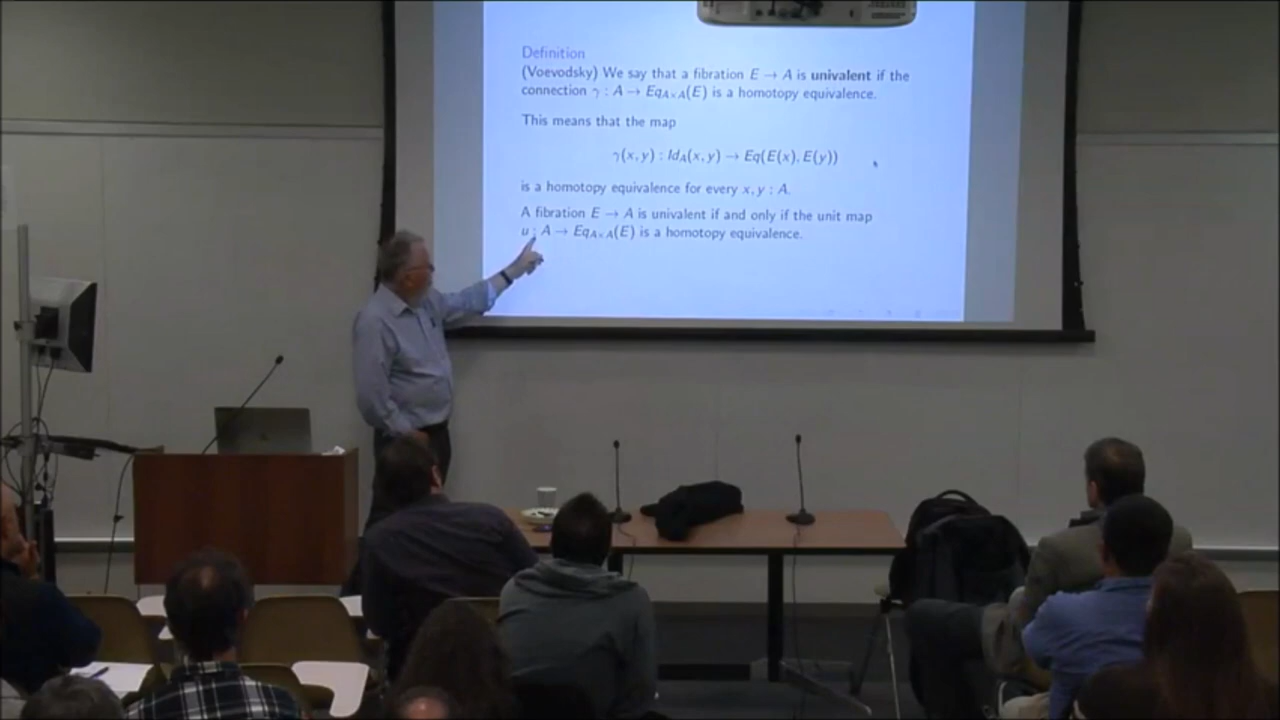 Definition
(Voevodsky) We say that a fibration E → A is univalent if the
connection γ : A → Eq_{A×A}(E) is a homotopy equivalence.
This means that the map
γ(x, y) : Id_A(x, y) → Eq(E(x), E(y))
is a homotopy equivalence for every x, y : A.
A fibration E → A is univalent if and only if the unit map
u : A → Eq_{A×A}(E) is a homotopy equivalence.